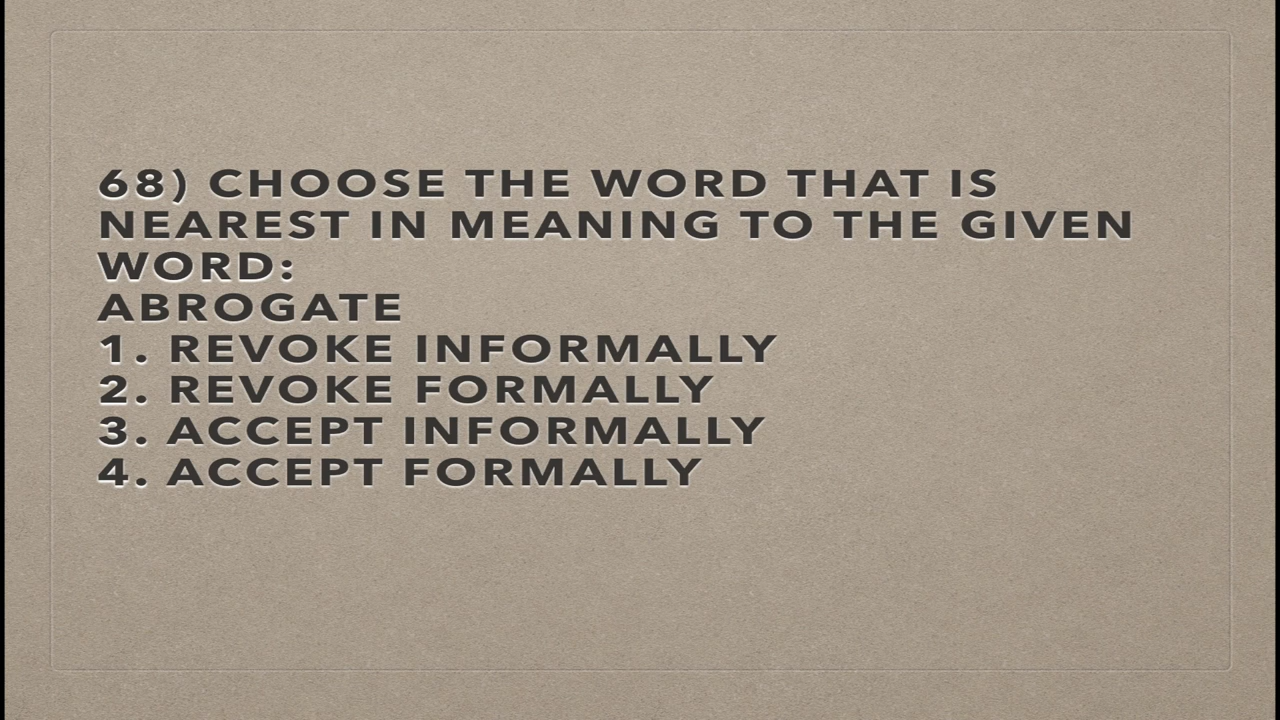 68) CHOOSE THE WORD THAT IS
NEAREST IN MEANING TO THE GIVEN
WORD:
ABROGATE
1. REVOKE INFORMALLY
2. REVOKE FORMALLY
3. ACCEPT INFORMALLY
4. ACCEPT FORMALLY